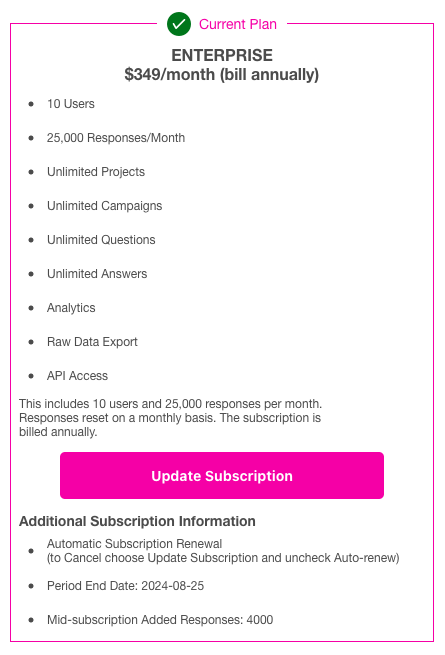 Current Plan
ENTERPRISE
$349/month (bill annually)
10 Users
25,000 Responses/Month
Unlimited Projects
Unlimited Campaigns
Unlimited Questions
Unlimited Answers
Analytics
Raw Data Export
API Access
This includes 10 users and 25,000 responses per month.
Responses reset on a monthly basis. The subscription is
billed annually.
Update Subscription
Additional Subscription Information
Automatic Subscription Renewal
(to Cancel choose Update Subscription and uncheck Auto-renew)
Period End Date: 2024-08-25
Mid-subscription Added Responses: 4000